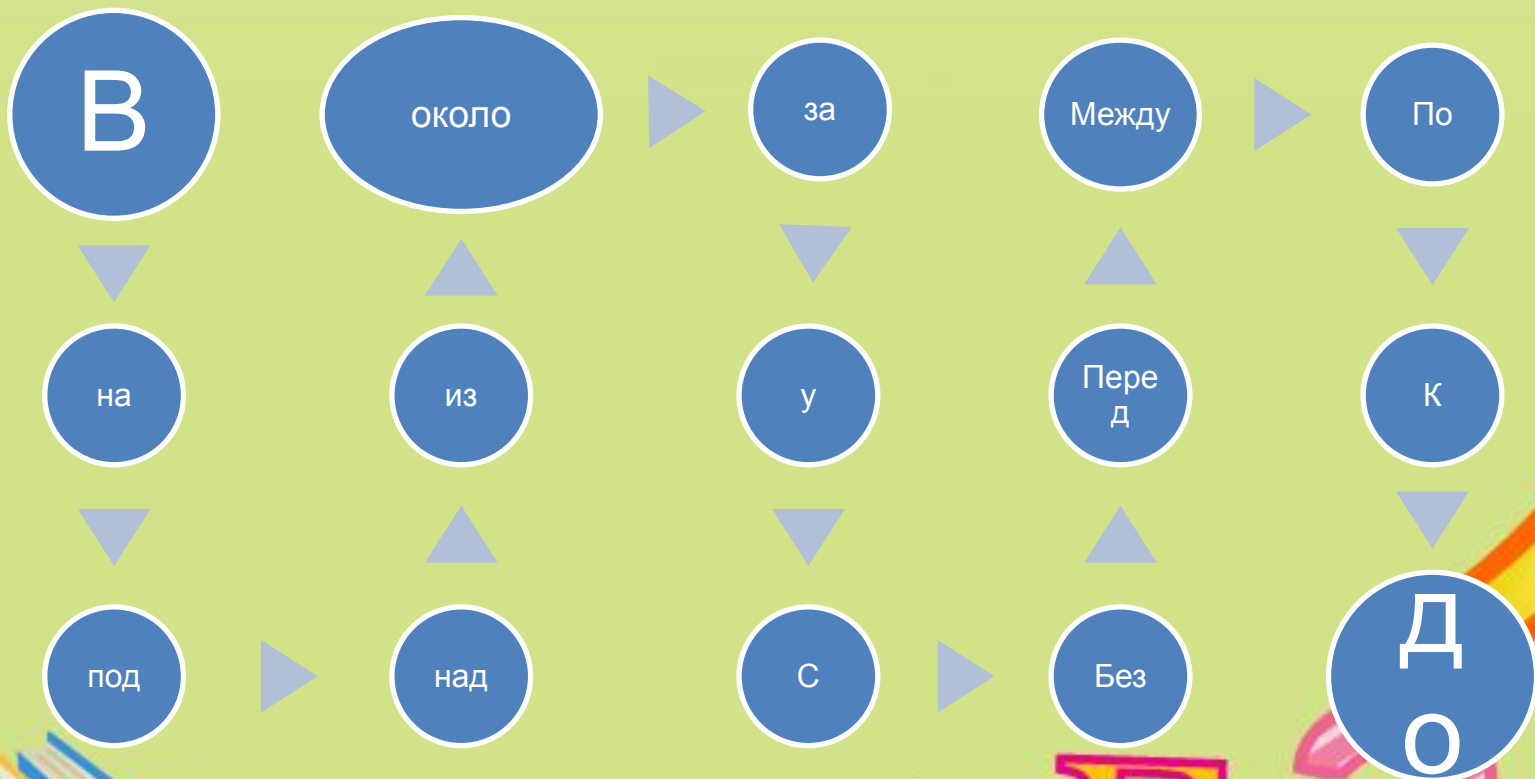 В
на
под
над
из
около
за
у
С
Без
Пере
д
Между
По
К
Д
о